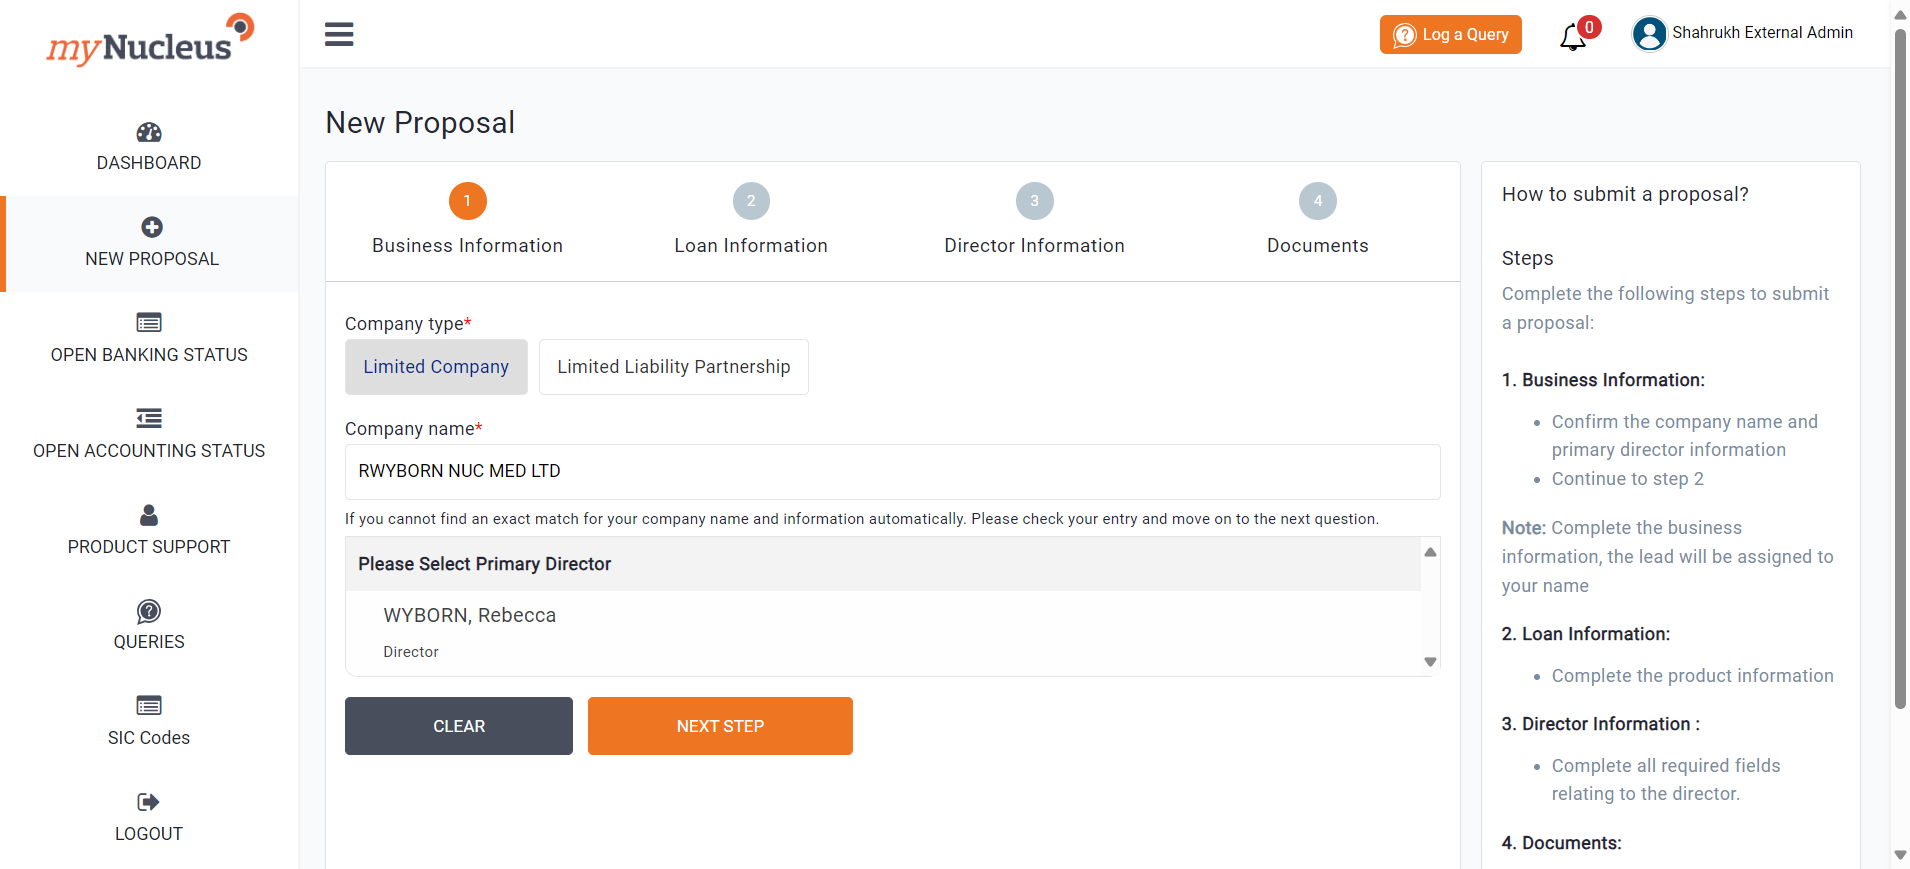 myNucleus
Log a Query
0
Shahrukh External Admin
DASHBOARD
NEW PROPOSAL
OPEN BANKING STATUS
OPEN ACCOUNTING STATUS
PRODUCT SUPPORT
QUERIES
SIC Codes
LOGOUT
New Proposal
1
Business Information
2
Loan Information
3
Director Information
4
Documents
Company type*
Limited Company
Limited Liability Partnership
Company name*
RWYBORN NUC MED LTD
If you cannot find an exact match for your company name and information automatically. Please check your entry and move on to the next question.
Please Select Primary Director
WYBORN, Rebecca
Director
CLEAR
NEXT STEP
How to submit a proposal?
Steps
Complete the following steps to submit
a proposal:
1. Business Information:
• Confirm the company name and
primary director information
• Continue to step 2
Note: Complete the business
information, the lead will be assigned to
your name
2. Loan Information:
• Complete the product information
3. Director Information :
• Complete all required fields
relating to the director.
4. Documents: